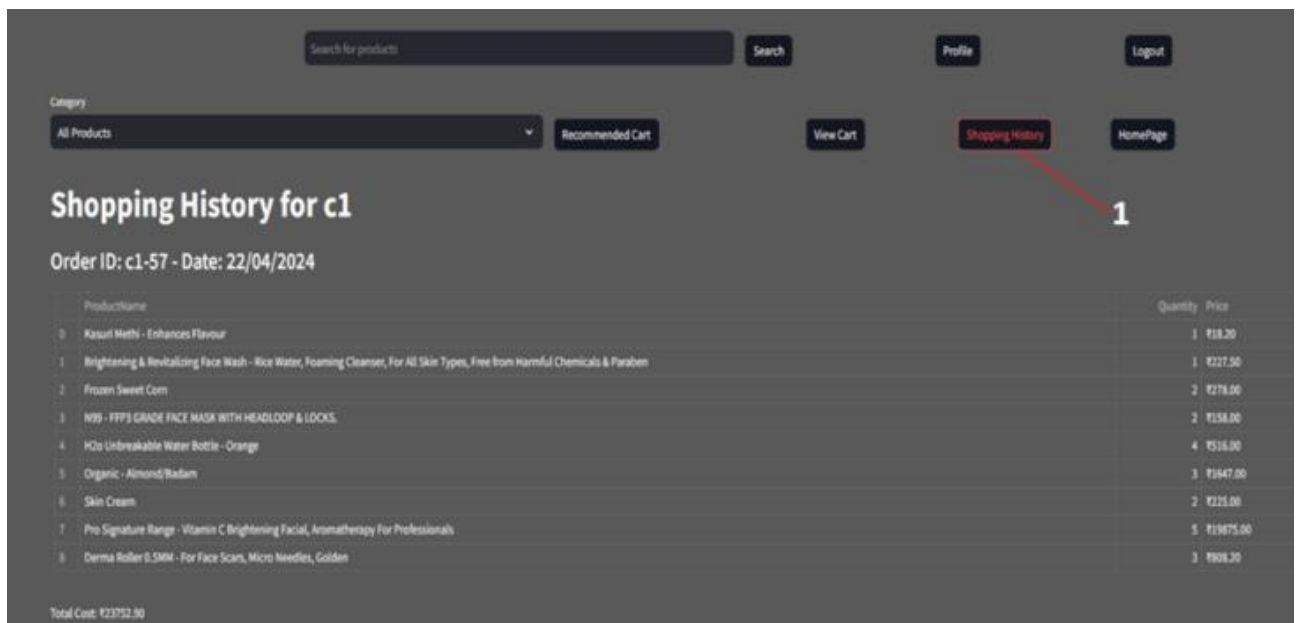 Search for products Search Profile Logout
Category
All Products Recommended Cart View Cart Shopping History HomePage
1
Shopping History for c1
Order ID: c1-57 - Date: 22/04/2024
ProductName Quantity Price
0 Kasuri Methi - Enhances Flavour 1 ₹18.20
1 Brightening & Revitalizing Face Wash - Rice Water, Foaming Cleanser, For All Skin Types, Free from Harmful Chemicals & Paraben 1 ₹227.50
2 Frozen Sweet Corn 2 ₹278.00
3 N99 - FFP3 GRADE FACE MASK WITH HEADLOOP & LOCKS. 2 ₹158.00
4 H2o Unbreakable Water Bottle - Orange 4 ₹516.00
5 Organic - Almond/Badam 3 ₹1647.00
6 Skin Cream 2 ₹225.00
7 Pro Signature Range - Vitamin C Brightening Facial, Aromatherapy For Professionals 5 ₹19875.00
8 Derma Roller 0.5MM - For Face Scars, Micro Needles, Golden 3 ₹808.20
Total Cost: ₹23752.90